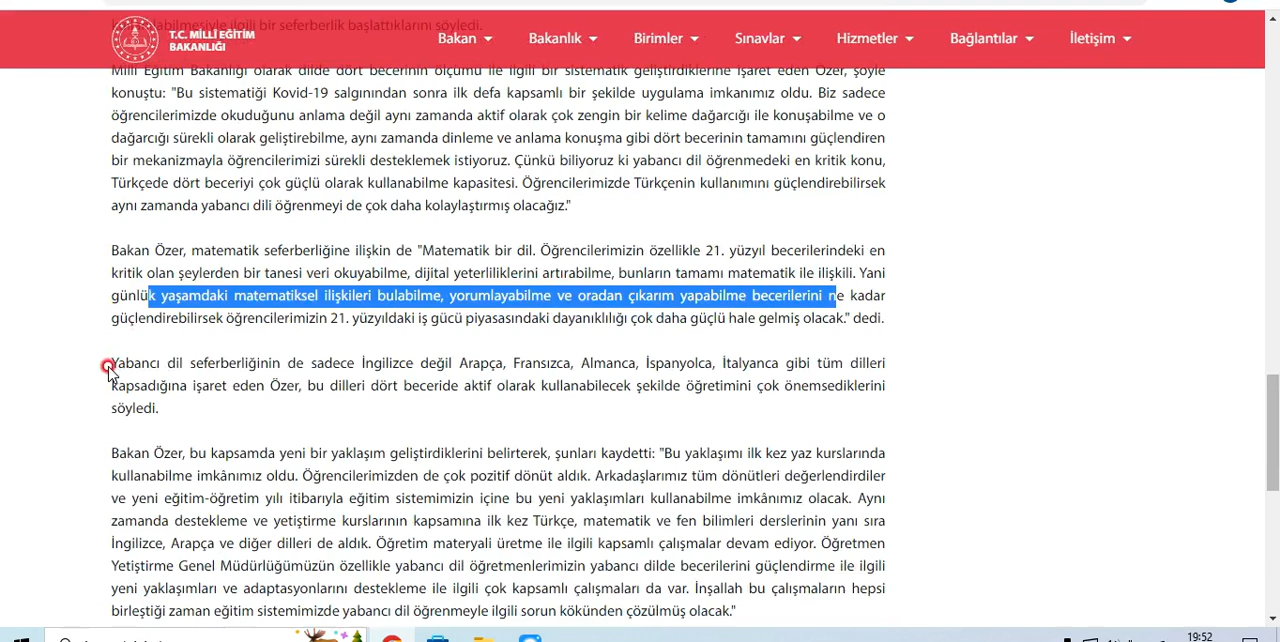 yapılabilmesiyle ilgili bir seferberlik başlattıklarını söyledi.
T.C. MİLLÎ EĞİTİM
BAKANLIĞI
Bakan
Bakanlık
Birimler
Sınavlar
Hizmetler
Bağlantılar
İletişim
Millî Eğitim Bakanlığı olarak dilde dört becerinin ölçümü ile ilgili bir sistematik geliştirdiklerine işaret eden Özer, şöyle
konuştu: "Bu sistematiği Kovid-19 salgınından sonra ilk defa kapsamlı bir şekilde uygulama imkanımız oldu. Biz sadece
öğrencilerimizde okuduğunu anlama değil aynı zamanda aktif olarak çok zengin bir kelime dağarcığı ile konuşabilme ve o
dağarcığı sürekli olarak geliştirebilme, aynı zamanda dinleme ve anlama konuşma gibi dört becerinin tamamını güçlendiren
bir mekanizmayla öğrencilerimizi sürekli desteklemek istiyoruz. Çünkü biliyoruz ki yabancı dil öğrenmedeki en kritik konu,
Türkçede dört beceriyi çok güçlü olarak kullanabilme kapasitesi. Öğrencilerimizde Türkçenin kullanımını güçlendirebilirsek
aynı zamanda yabancı dili öğrenmeyi de çok daha kolaylaştırmış olacağız."
Bakan Özer, matematik seferberliğine ilişkin de "Matematik bir dil. Öğrencilerimizin özellikle 21. yüzyıl becerilerindeki en
kritik olan şeylerden bir tanesi veri okuyabilme, dijital yeterliliklerini artırabilme, bunların tamamı matematik ile ilişkili. Yani
günlük yaşamdaki matematiksel ilişkileri bulabilme, yorumlayabilme ve oradan çıkarım yapabilme becerilerini ne kadar
güçlendirebilirsek öğrencilerimizin 21. yüzyıldaki iş gücü piyasasındaki dayanıklılığı çok daha güçlü hale gelmiş olacak." dedi.
Yabancı dil seferberliğinin de sadece İngilizce değil Arapça, Fransızca, Almanca, İspanyolca, İtalyanca gibi tüm dilleri
kapsadığına işaret eden Özer, bu dilleri dört beceride aktif olarak kullanabilecek şekilde öğretimini çok önemsediklerini
söyledi.
Bakan Özer, bu kapsamda yeni bir yaklaşım geliştirdiklerini belirterek, şunları kaydetti: "Bu yaklaşımı ilk kez yaz kurslarında
kullanabilme imkânımız oldu. Öğrencilerimizden de çok pozitif dönüt aldık. Arkadaşlarımız tüm dönütleri değerlendirdiler
ve yeni eğitim-öğretim yılı itibarıyla eğitim sistemimizin içine bu yeni yaklaşımları kullanabilme imkânımız olacak. Aynı
zamanda destekleme ve yetiştirme kurslarının kapsamına ilk kez Türkçe, matematik ve fen bilimleri derslerinin yanı sıra
İngilizce, Arapça ve diğer dilleri de aldık. Öğretim materyali üretme ile ilgili kapsamlı çalışmalar devam ediyor. Öğretmen
Yetiştirme Genel Müdürlüğümüzün özellikle yabancı dil öğretmenlerimizin yabancı dilde becerilerini güçlendirme ile ilgili
yeni yaklaşımları ve adaptasyonlarını destekleme ile ilgili çok kapsamlı çalışmaları da var. İnşallah bu çalışmaların hepsi
birleştiği zaman eğitim sistemimizde yabancı dil öğrenmeyle ilgili sorun kökünden çözülmüş olacak."
19:52